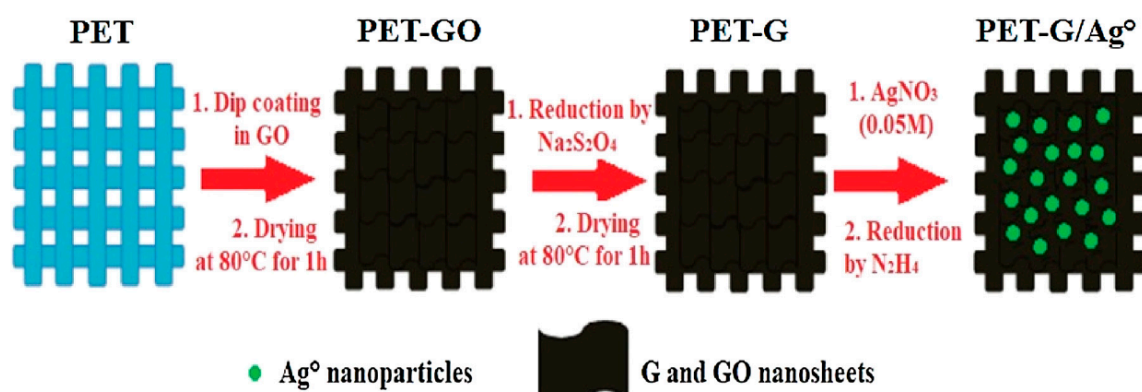 PET
PET-GO
PET-G
PET-G/Ag°
1. Dip coating
in GO
2. Drying
at 80°C for 1h
1. Reduction by
Na₂S₂O₄
2. Drying
at 80°C for 1h
1. AgNO₃
(0.05M)
2. Reduction
by N₂H₄
Ag° nanoparticles
G and GO nanosheets